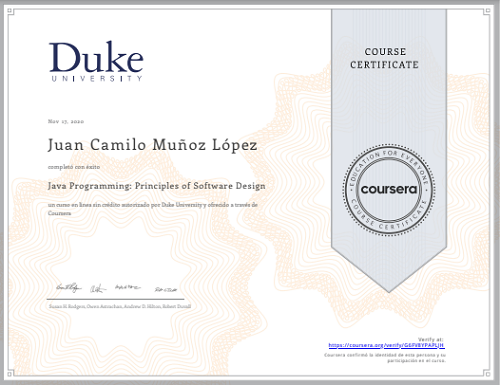 Duke
UNIVERSITY
COURSE
CERTIFICATE
Nov 17, 2020
Juan Camilo Muñoz López
completó con éxito
Java Programming: Principles of Software Design
un curso en línea sin crédito autorizado por Duke University y ofrecido a través de
Coursera
EDUCATION FOR EVERYONE
coursera
COURSE CERTIFICATE
Susan H Rodgers, Owen Astrachan, Andrew D. Hilton, Robert Duvall
Verify at:
https://coursera.org/verify/
Coursera confirmó la identidad de esta persona y su
participación en el curso.